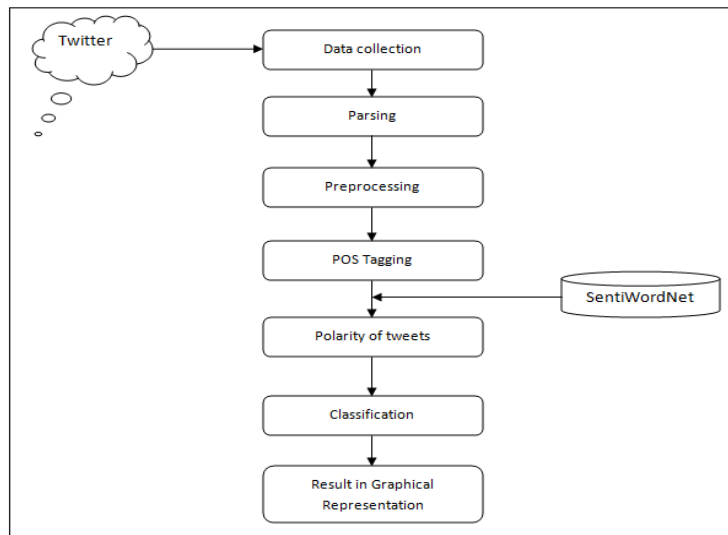 Twitter
Data collection
Parsing
Preprocessing
POS Tagging
SentiWordNet
Polarity of tweets
Classification
Result in Graphical
Representation